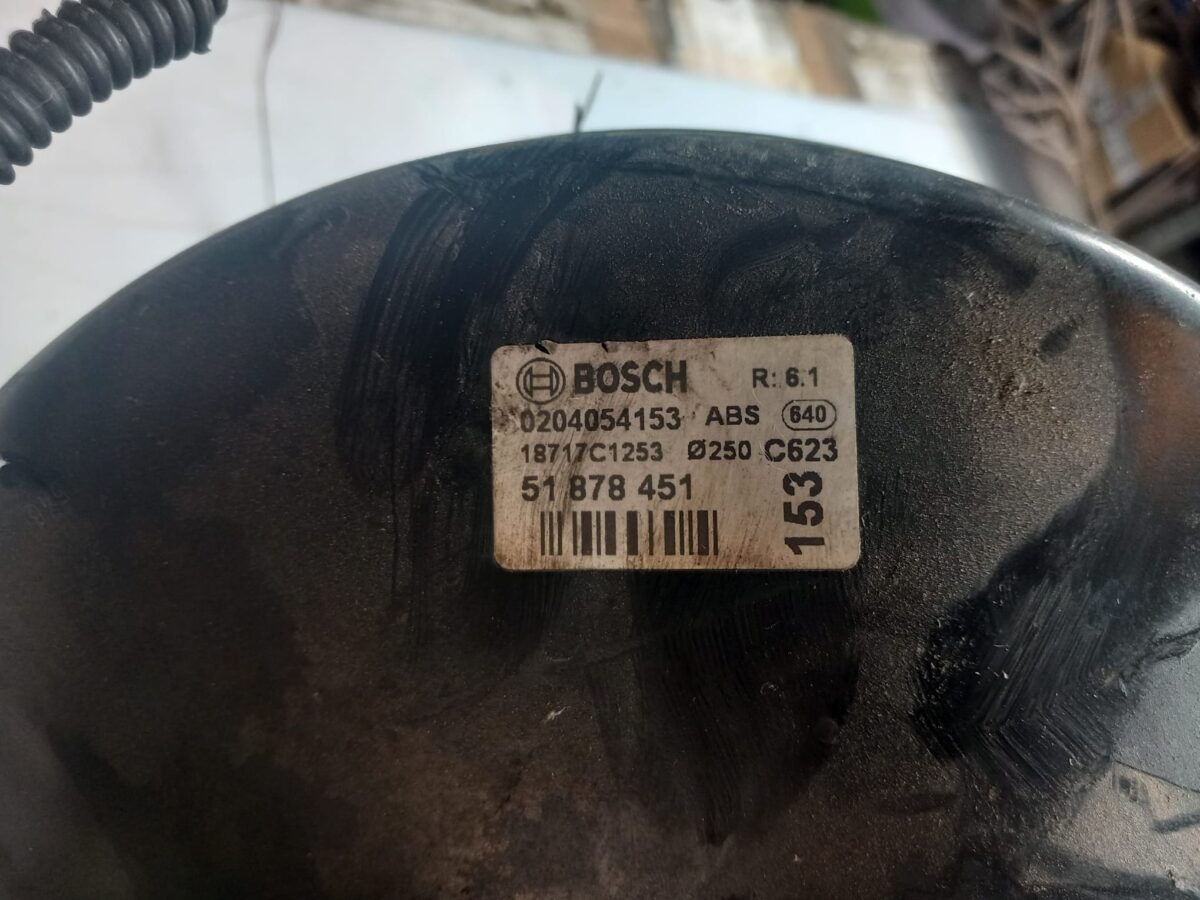 BOSCH R: 6.1
0204054153 ABS 640
18717C1253 Ø250 C623
51 878 451
153